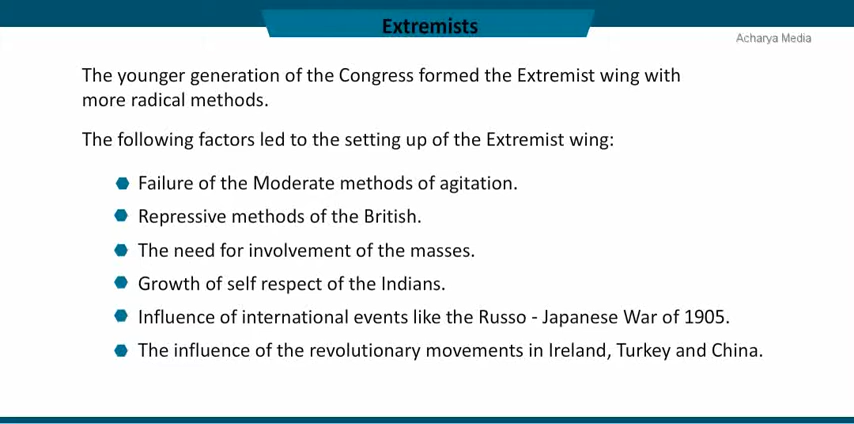 Extremists
Acharya Media
The younger generation of the Congress formed the Extremist wing with
more radical methods.
The following factors led to the setting up of the Extremist wing:
Failure of the Moderate methods of agitation.
Repressive methods of the British.
The need for involvement of the masses.
Growth of self respect of the Indians.
Influence of international events like the Russo - Japanese War of 1905.
The influence of the revolutionary movements in Ireland, Turkey and China.